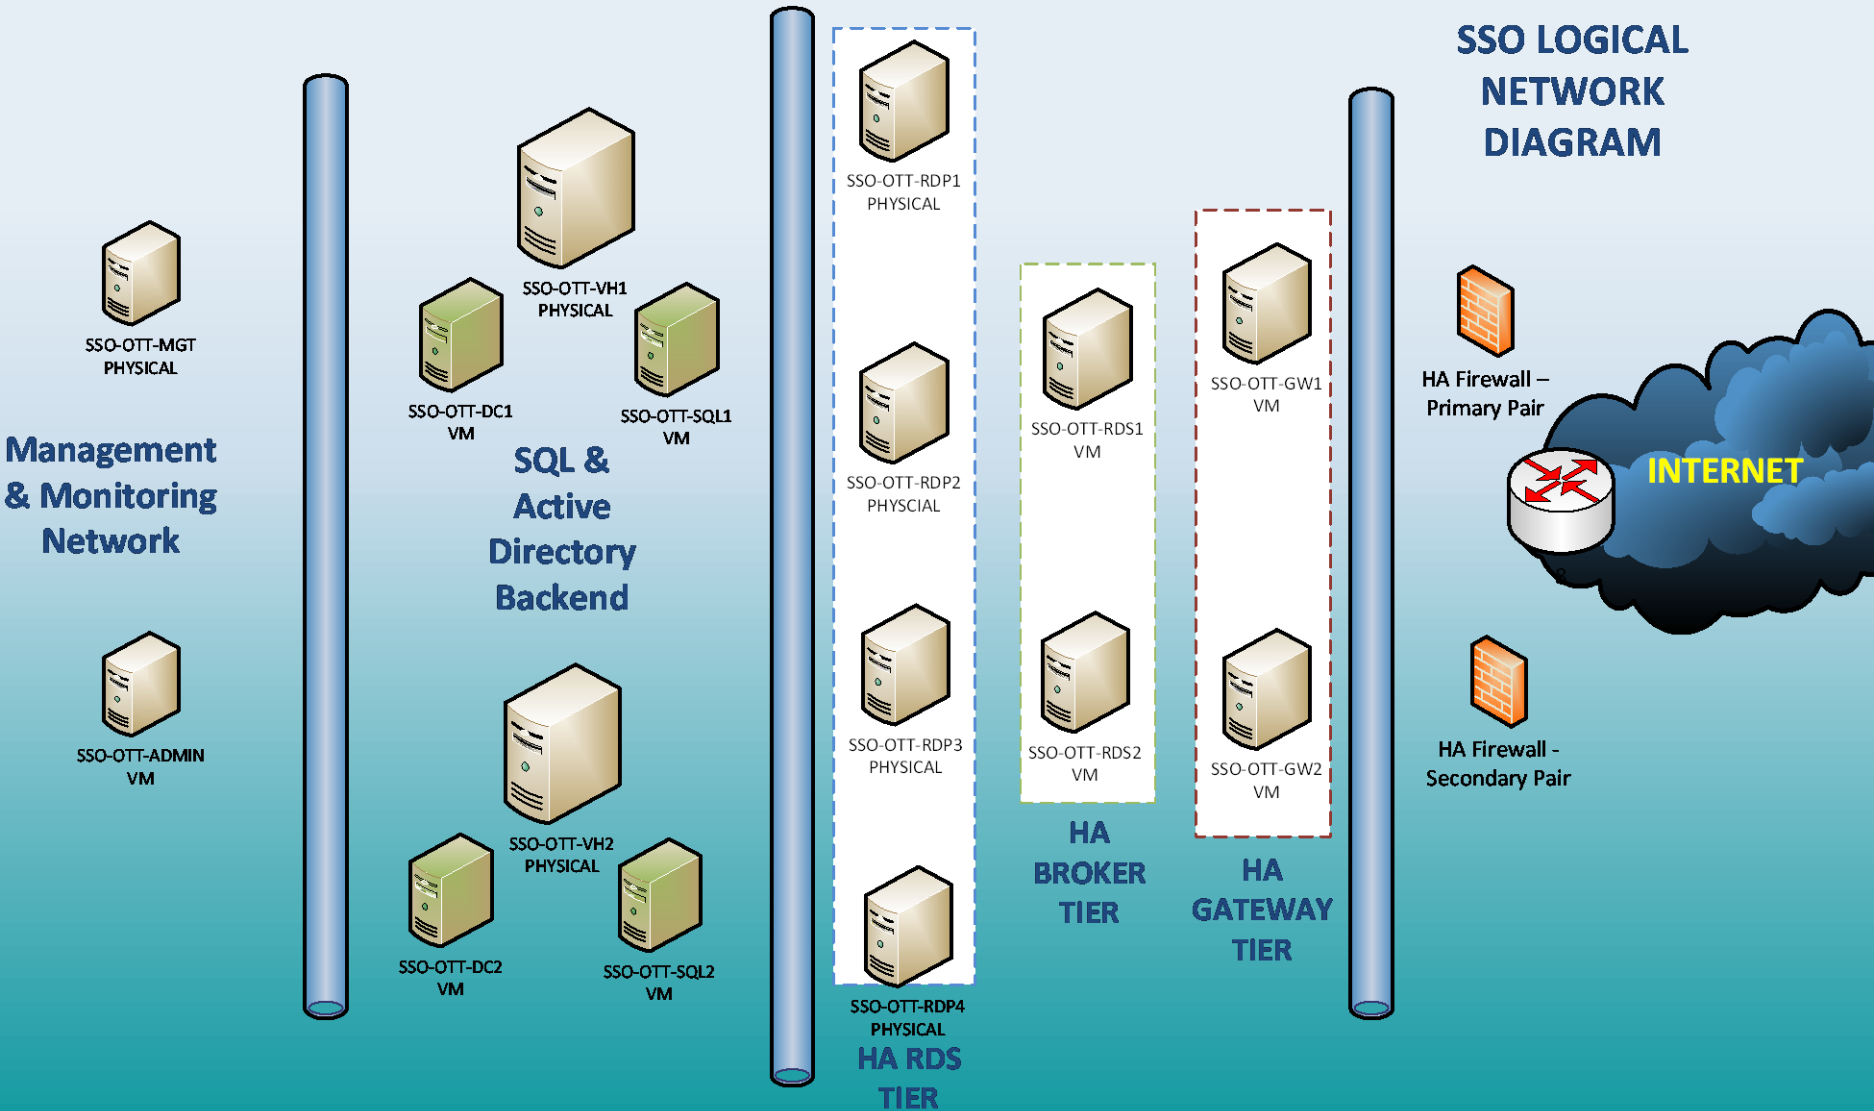 SSO LOGICAL
NETWORK
DIAGRAM
SSO-OTT-MGT
PHYSICAL
Management
& Monitoring
Network
SSO-OTT-ADMIN
VM
SSO-OTT-VH1
PHYSICAL
SSO-OTT-DC1
VM
SSO-OTT-SQL1
VM
SQL &
Active
Directory
Backend
SSO-OTT-VH2
PHYSICAL
SSO-OTT-DC2
VM
SSO-OTT-SQL2
VM
SSO-OTT-RDP1
PHYSICAL
SSO-OTT-RDP2
PHYSCIAL
SSO-OTT-RDP3
PHYSICAL
SSO-OTT-RDP4
PHYSICAL
HA RDS
TIER
SSO-OTT-RDS1
VM
SSO-OTT-RDS2
VM
HA
BROKER
TIER
SSO-OTT-GW1
VM
SSO-OTT-GW2
VM
HA
GATEWAY
TIER
HA Firewall –
Primary Pair
INTERNET
8
HA Firewall -
Secondary Pair